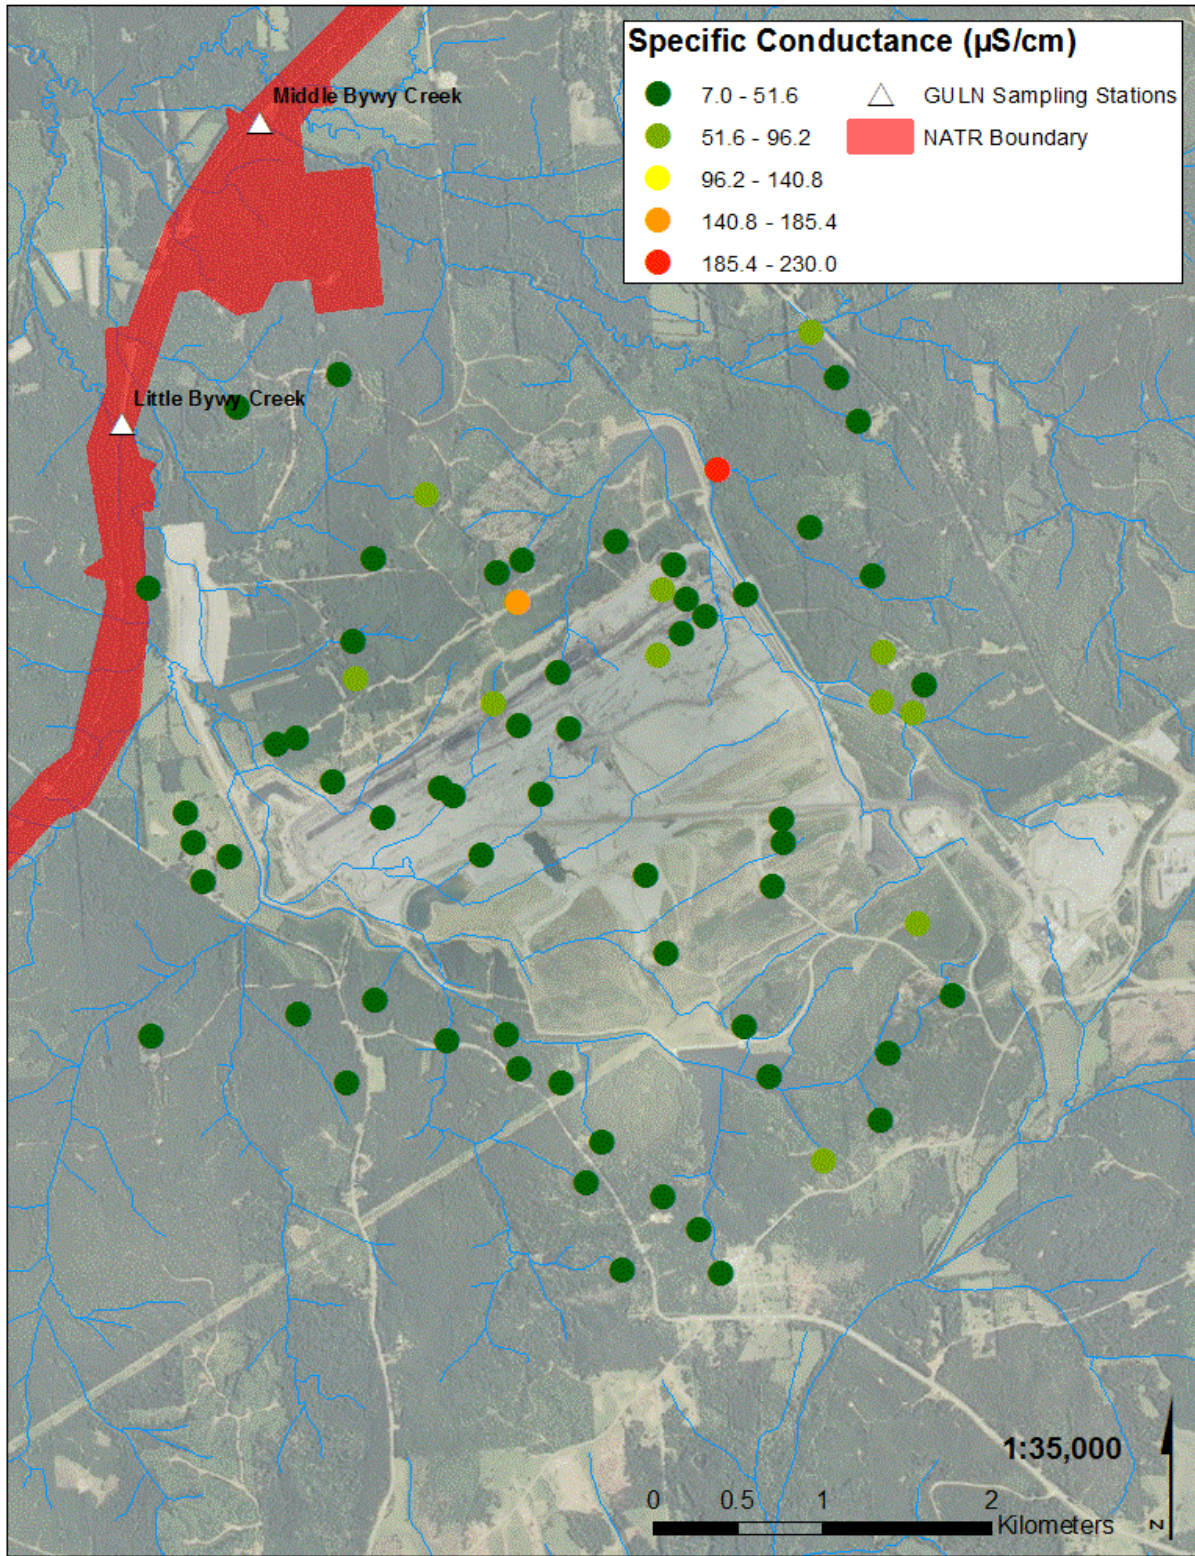 Specific Conductance (µS/cm)
7.0 - 51.6
GULN Sampling Stations
51.6 - 96.2
NATR Boundary
96.2 - 140.8
140.8 - 185.4
185.4 - 230.0
Middle Bywy Creek
Little Bywy Creek
1:35,000
0 0.5 1 2
Kilometers
N